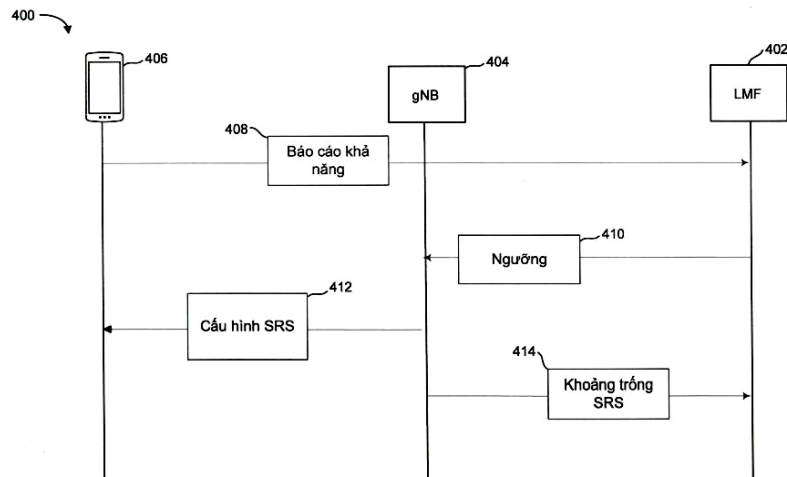 400
406
404
402
gNB
LMF
408
Báo cáo khả
năng
410
Ngưỡng
412
Cấu hình SRS
414
Khoảng trống
SRS